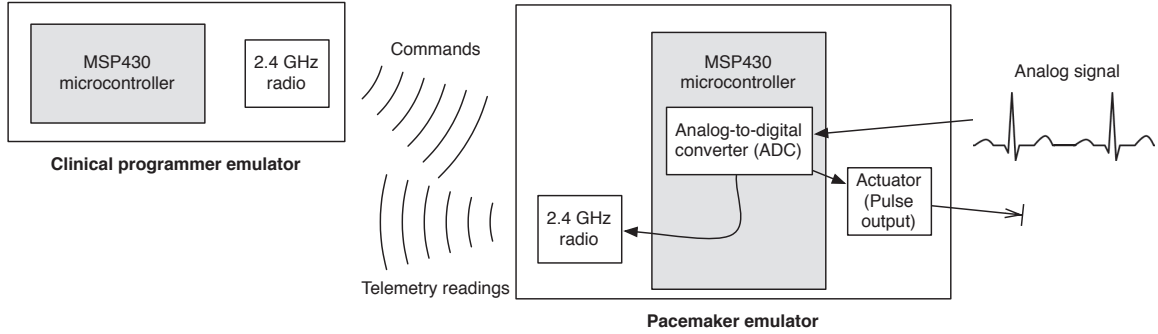 MSP430
microcontroller
2.4 GHz
radio
Clinical programmer emulator
Commands
Telemetry readings
MSP430
microcontroller
Analog-to-digital
converter (ADC)
2.4 GHz
radio
Actuator
(Pulse
output)
Pacemaker emulator
Analog signal